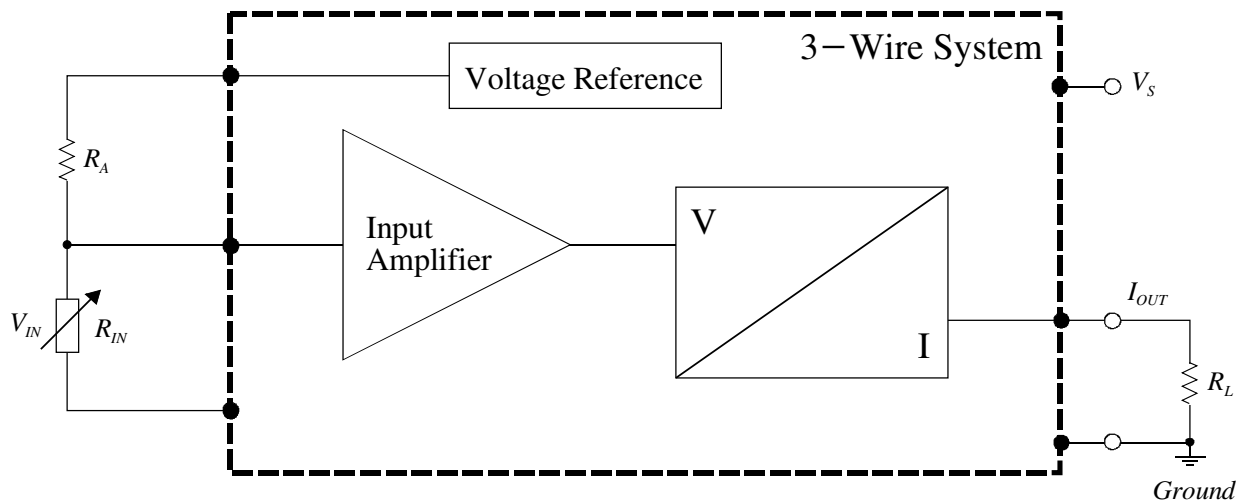 3−Wire System
Voltage Reference
V_S
R_A
Input
Amplifier
V
I
I_OUT
V_IN
R_IN
R_L
Ground